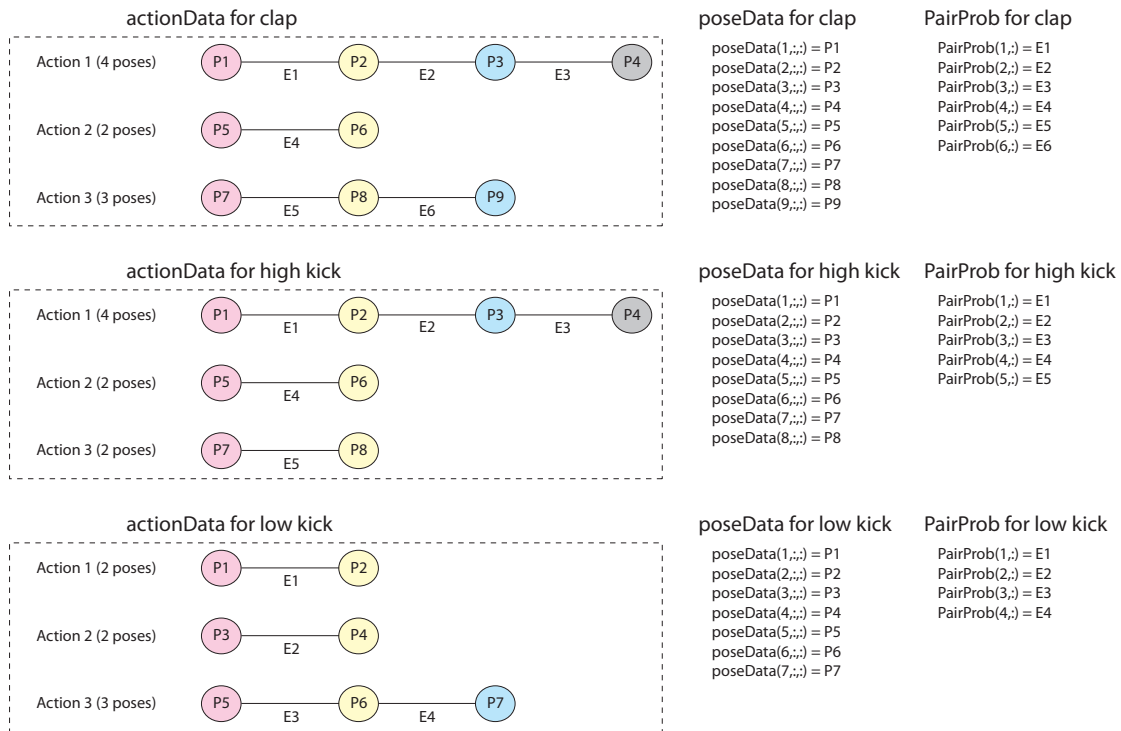 actionData for clap
Action 1 (4 poses)
P1
E1
P2
E2
P3
E3
P4
Action 2 (2 poses)
P5
E4
P6
Action 3 (3 poses)
P7
E5
P8
E6
P9
poseData for clap
poseData(1,:,:) = P1
poseData(2,:,:) = P2
poseData(3,:,:) = P3
poseData(4,:,:) = P4
poseData(5,:,:) = P5
poseData(6,:,:) = P6
poseData(7,:,:) = P7
poseData(8,:,:) = P8
poseData(9,:,:) = P9
PairProb for clap
PairProb(1,:) = E1
PairProb(2,:) = E2
PairProb(3,:) = E3
PairProb(4,:) = E4
PairProb(5,:) = E5
PairProb(6,:) = E6
actionData for high kick
Action 1 (4 poses)
P1
E1
P2
E2
P3
E3
P4
Action 2 (2 poses)
P5
E4
P6
Action 3 (2 poses)
P7
E5
P8
poseData for high kick
poseData(1,:,:) = P1
poseData(2,:,:) = P2
poseData(3,:,:) = P3
poseData(4,:,:) = P4
poseData(5,:,:) = P5
poseData(6,:,:) = P6
poseData(7,:,:) = P7
poseData(8,:,:) = P8
PairProb for high kick
PairProb(1,:) = E1
PairProb(2,:) = E2
PairProb(3,:) = E3
PairProb(4,:) = E4
PairProb(5,:) = E5
actionData for low kick
Action 1 (2 poses)
P1
E1
P2
Action 2 (2 poses)
P3
E2
P4
Action 3 (3 poses)
P5
E3
P6
E4
P7
poseData for low kick
poseData(1,:,:) = P1
poseData(2,:,:) = P2
poseData(3,:,:) = P3
poseData(4,:,:) = P4
poseData(5,:,:) = P5
poseData(6,:,:) = P6
poseData(7,:,:) = P7
PairProb for low kick
PairProb(1,:) = E1
PairProb(2,:) = E2
PairProb(3,:) = E3
PairProb(4,:) = E4